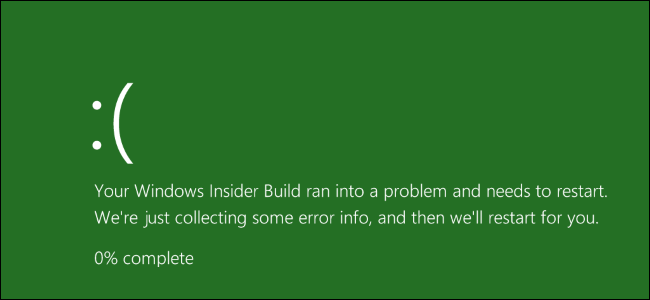 :(
Your Windows Insider Build ran into a problem and needs to restart.
We're just collecting some error info, and then we'll restart for you.
0% complete